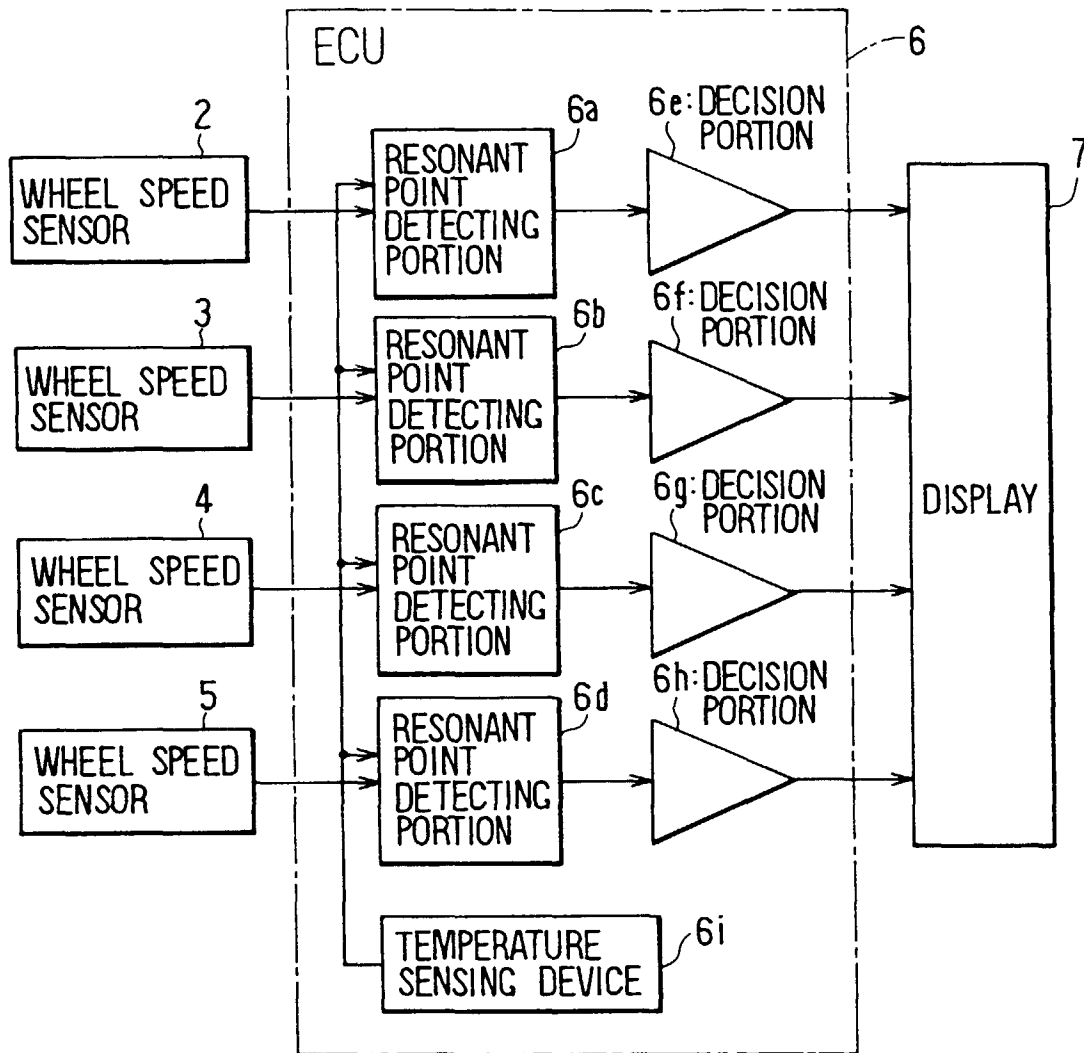 ECU
6
2
WHEEL SPEED
SENSOR
6a
RESONANT
POINT
DETECTING
PORTION
6e: DECISION
PORTION
7
DISPLAY
3
WHEEL SPEED
SENSOR
6b
RESONANT
POINT
DETECTING
PORTION
6f: DECISION
PORTION
4
WHEEL SPEED
SENSOR
6c
RESONANT
POINT
DETECTING
PORTION
6g: DECISION
PORTION
5
WHEEL SPEED
SENSOR
6d
RESONANT
POINT
DETECTING
PORTION
6h: DECISION
PORTION
TEMPERATURE
SENSING DEVICE
6i